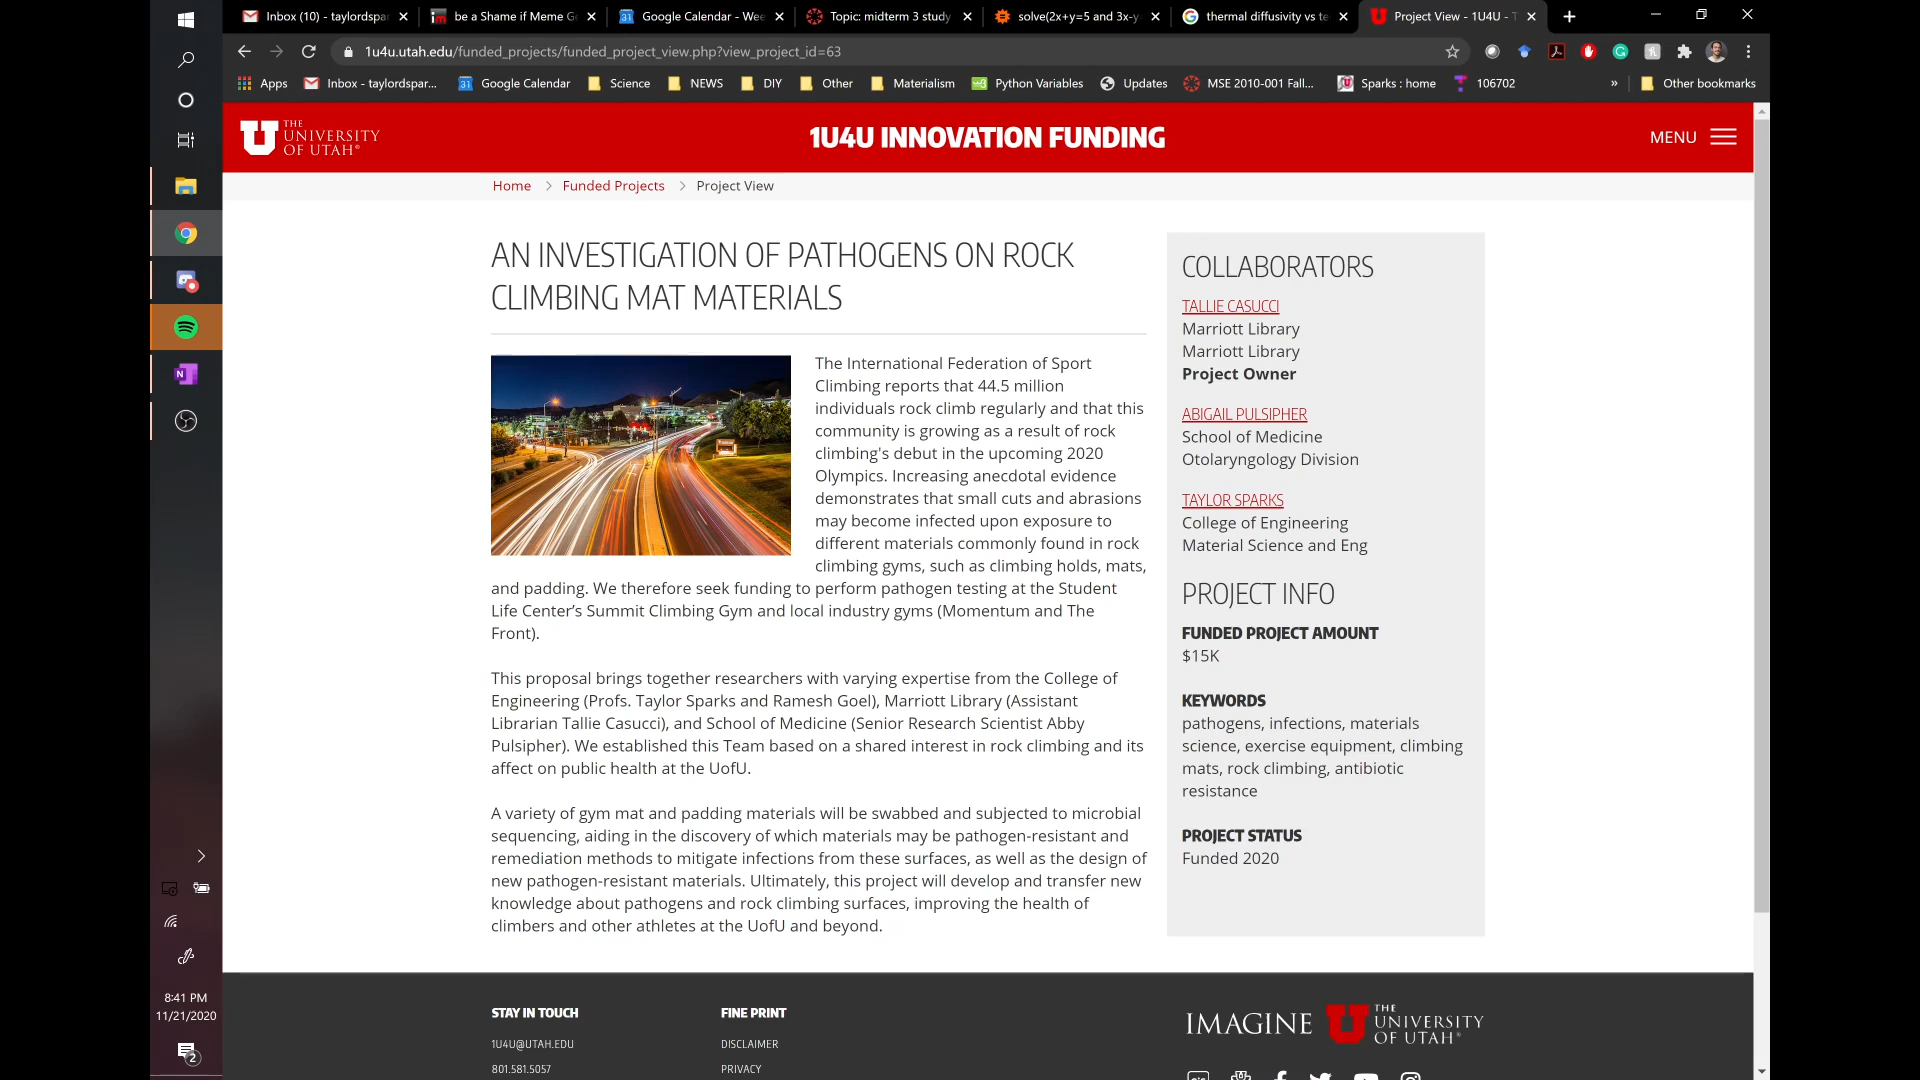 Inbox (10) - taylordspar
be a Shame if Meme Ge
Google Calendar - Wee
Topic: midterm 3 study
solve(2x+y=5 and 3x-y
thermal diffusivity vs te
Project View - 1U4U - T
1u4u.utah.edu/funded_projects/funded_project_view.php?view_project_id=63
Apps
Inbox - taylordspar...
Google Calendar
Science
NEWS
DIY
Other
Materialism
Python Variables
Updates
MSE 2010-001 Fall...
Sparks : home
106702
»
Other bookmarks
THE
UNIVERSITY
OF UTAH®
1U4U INNOVATION FUNDING
MENU
Home > Funded Projects > Project View
AN INVESTIGATION OF PATHOGENS ON ROCK
CLIMBING MAT MATERIALS
The International Federation of Sport
Climbing reports that 44.5 million
individuals rock climb regularly and that this
community is growing as a result of rock
climbing's debut in the upcoming 2020
Olympics. Increasing anecdotal evidence
demonstrates that small cuts and abrasions
may become infected upon exposure to
different materials commonly found in rock
climbing gyms, such as climbing holds, mats,
and padding. We therefore seek funding to perform pathogen testing at the Student
Life Center’s Summit Climbing Gym and local industry gyms (Momentum and The
Front).
This proposal brings together researchers with varying expertise from the College of
Engineering (Profs. Taylor Sparks and Ramesh Goel), Marriott Library (Assistant
Librarian Tallie Casucci), and School of Medicine (Senior Research Scientist Abby
Pulsipher). We established this Team based on a shared interest in rock climbing and its
affect on public health at the UofU.
A variety of gym mat and padding materials will be swabbed and subjected to microbial
sequencing, aiding in the discovery of which materials may be pathogen-resistant and
remediation methods to mitigate infections from these surfaces, as well as the design of
new pathogen-resistant materials. Ultimately, this project will develop and transfer new
knowledge about pathogens and rock climbing surfaces, improving the health of
climbers and other athletes at the UofU and beyond.
COLLABORATORS
TALLIE CASUCCI
Marriott Library
Marriott Library
Project Owner
ABIGAIL PULSIPHER
School of Medicine
Otolaryngology Division
TAYLOR SPARKS
College of Engineering
Material Science and Eng
PROJECT INFO
FUNDED PROJECT AMOUNT
$15K
KEYWORDS
pathogens, infections, materials
science, exercise equipment, climbing
mats, rock climbing, antibiotic
resistance
PROJECT STATUS
Funded 2020
STAY IN TOUCH
1U4U@UTAH.EDU
801.581.5057
FINE PRINT
DISCLAIMER
PRIVACY
IMAGINE
THE
UNIVERSITY
OF UTAH®
8:41 PM
11/21/2020
2